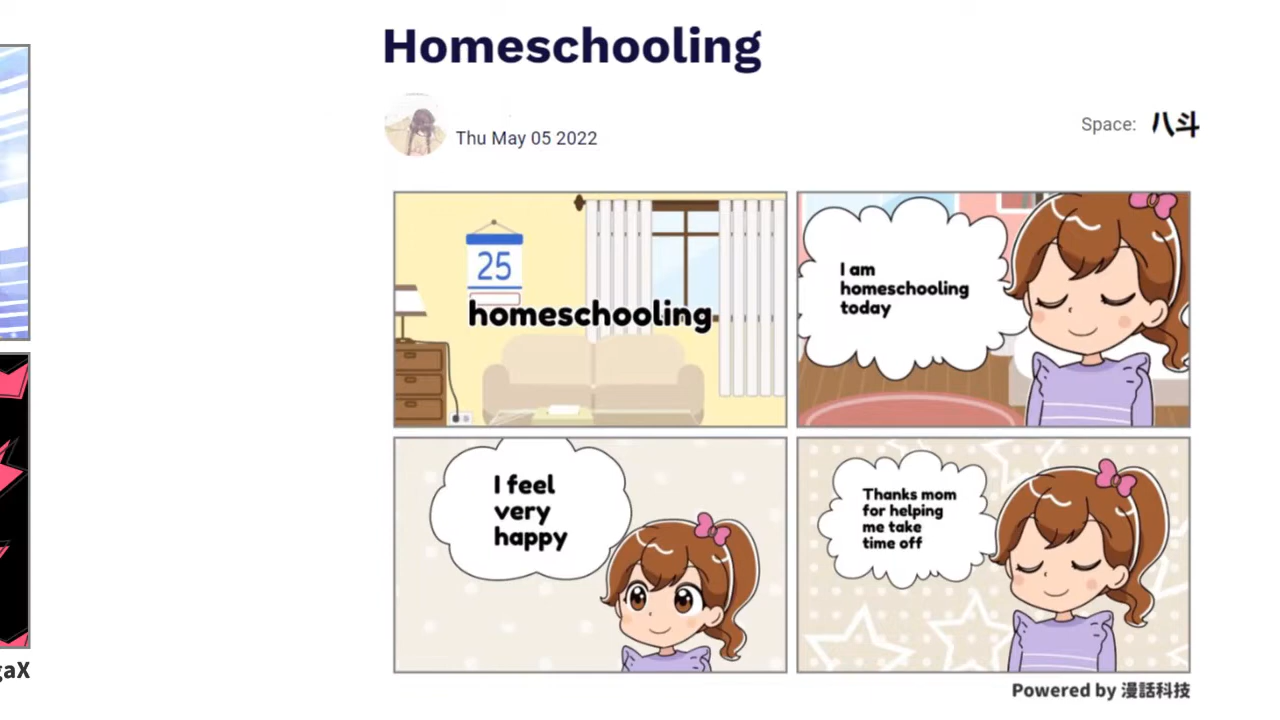 Homeschooling
Thu May 05 2022
Space: 八斗
25
homeschooling
I am
homeschooling
today
I feel
very
happy
Thanks mom
for helping
me take
time off
gaX
Powered by 漫話科技